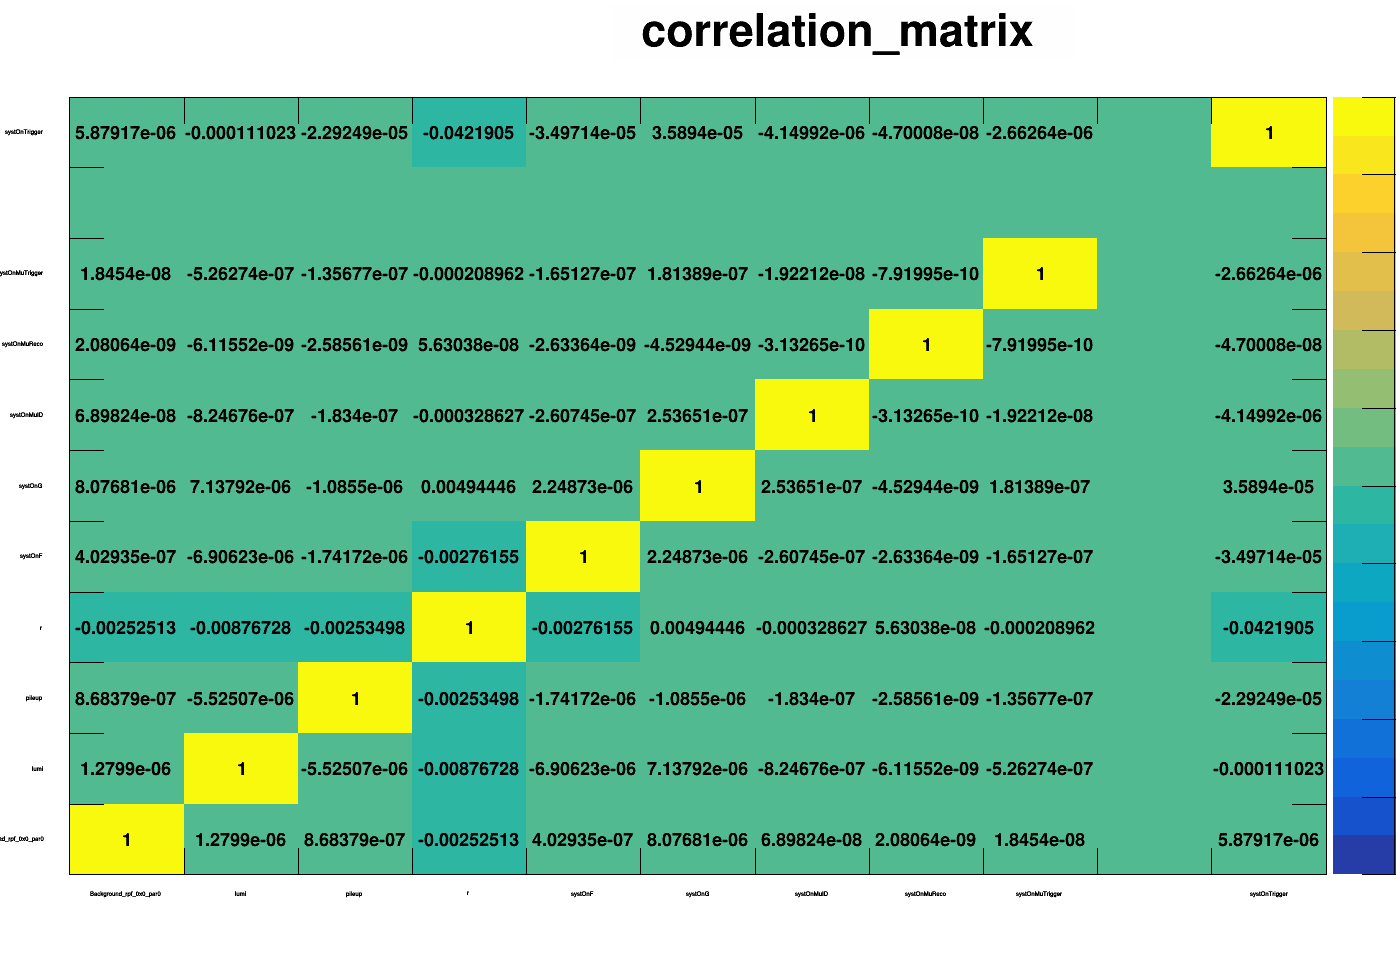 correlation_matrix
systOnTrigger 5.87917e-06 -0.000111023 -2.29249e-05 -0.0421905 -3.49714e-05 3.5894e-05 -4.14992e-06 -4.70008e-08 -2.66264e-06 1
ystOnMuTrigger 1.8454e-08 -5.26274e-07 -1.35677e-07 -0.000208962 -1.65127e-07 1.81389e-07 -1.92212e-08 -7.91995e-10 1 -2.66264e-06
systOnMuReco 2.08064e-09 -6.11552e-09 -2.58561e-09 5.63038e-08 -2.63364e-09 -4.52944e-09 -3.13265e-10 1 -7.91995e-10 -4.70008e-08
systOnMuID 6.89824e-08 -8.24676e-07 -1.834e-07 -0.000328627 -2.60745e-07 2.53651e-07 1 -3.13265e-10 -1.92212e-08 -4.14992e-06
systOnG 8.07681e-06 7.13792e-06 -1.0855e-06 0.00494446 2.24873e-06 1 2.53651e-07 -4.52944e-09 1.81389e-07 3.5894e-05
systOnF 4.02935e-07 -6.90623e-06 -1.74172e-06 -0.00276155 1 2.24873e-06 -2.60745e-07 -2.63364e-09 -1.65127e-07 -3.49714e-05
r -0.00252513 -0.00876728 -0.00253498 1 -0.00276155 0.00494446 -0.000328627 5.63038e-08 -0.000208962 -0.0421905
pileup 8.68379e-07 -5.52507e-06 1 -0.00253498 -1.74172e-06 -1.0855e-06 -1.834e-07 -2.58561e-09 -1.35677e-07 -2.29249e-05
lumi 1.2799e-06 1 -5.52507e-06 -0.00876728 -6.90623e-06 7.13792e-06 -8.24676e-07 -6.11552e-09 -5.26274e-07 -0.000111023
nd_rpf_0x0_par0 1 1.2799e-06 8.68379e-07 -0.00252513 4.02935e-07 8.07681e-06 6.89824e-08 2.08064e-09 1.8454e-08 5.87917e-06
Background_rpf_0x0_par0 lumi pileup r systOnF systOnG systOnMuID systOnMuReco systOnMuTrigger systOnTrigger